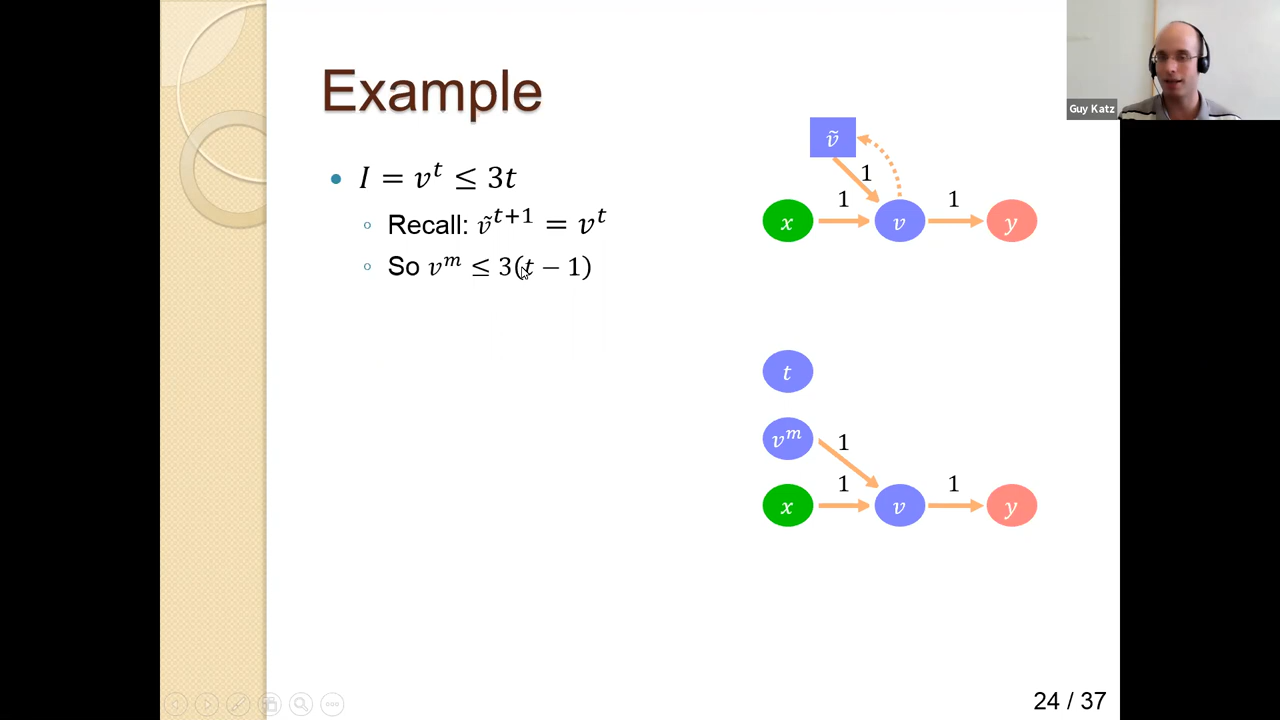 Example
Guy Katz
I = v^t ≤ 3t
Recall: ṽ^{t+1} = v^t
So v^m ≤ 3(t − 1)
ṽ
1
1
1
x
v
y
t
v^m
1
1
1
x
v
y
24 / 37